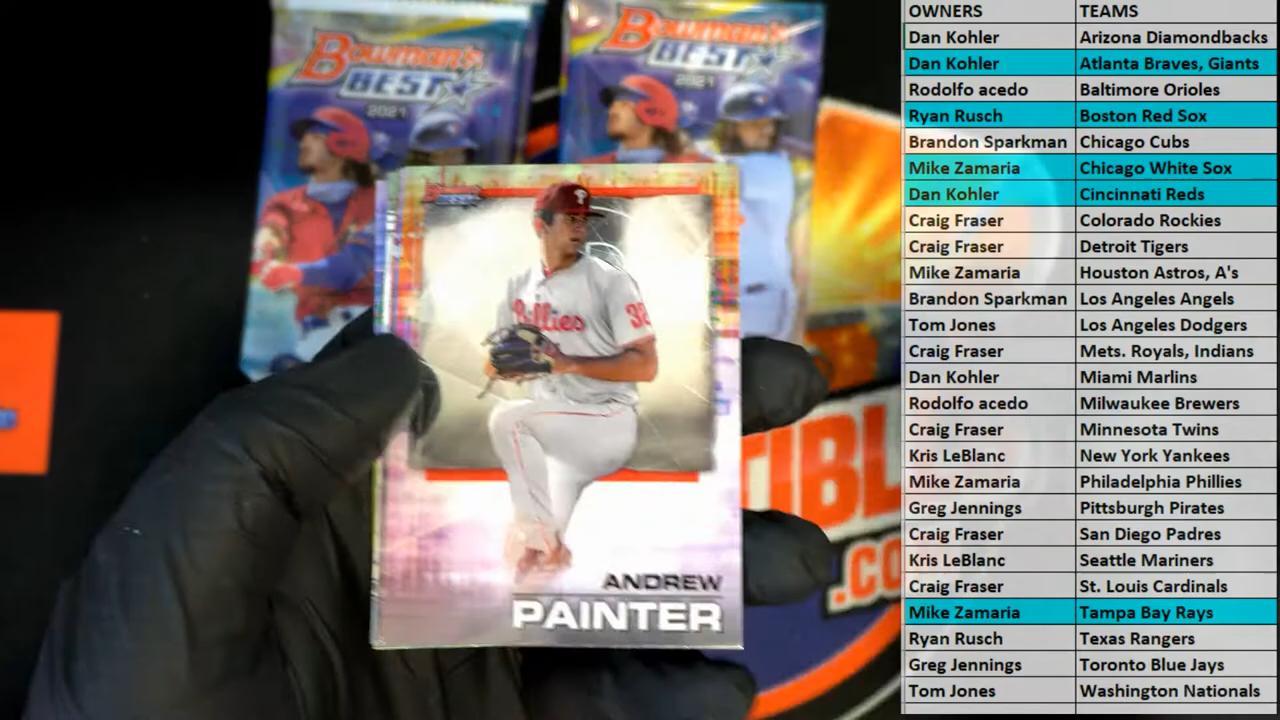 Bowman's
BEST
2021
Bowman's
BEST
2021
Bowman's
BEST
Phillies
ANDREW
PAINTER
TIBL
.CO
OWNERS TEAMS
Dan Kohler Arizona Diamondbacks
Dan Kohler Atlanta Braves, Giants
Rodolfo acedo Baltimore Orioles
Ryan Rusch Boston Red Sox
Brandon Sparkman Chicago Cubs
Mike Zamaria Chicago White Sox
Dan Kohler Cincinnati Reds
Craig Fraser Colorado Rockies
Craig Fraser Detroit Tigers
Mike Zamaria Houston Astros, A's
Brandon Sparkman Los Angeles Angels
Tom Jones Los Angeles Dodgers
Craig Fraser Mets. Royals, Indians
Dan Kohler Miami Marlins
Rodolfo acedo Milwaukee Brewers
Craig Fraser Minnesota Twins
Kris LeBlanc New York Yankees
Mike Zamaria Philadelphia Phillies
Greg Jennings Pittsburgh Pirates
Craig Fraser San Diego Padres
Kris LeBlanc Seattle Mariners
Craig Fraser St. Louis Cardinals
Mike Zamaria Tampa Bay Rays
Ryan Rusch Texas Rangers
Greg Jennings Toronto Blue Jays
Tom Jones Washington Nationals